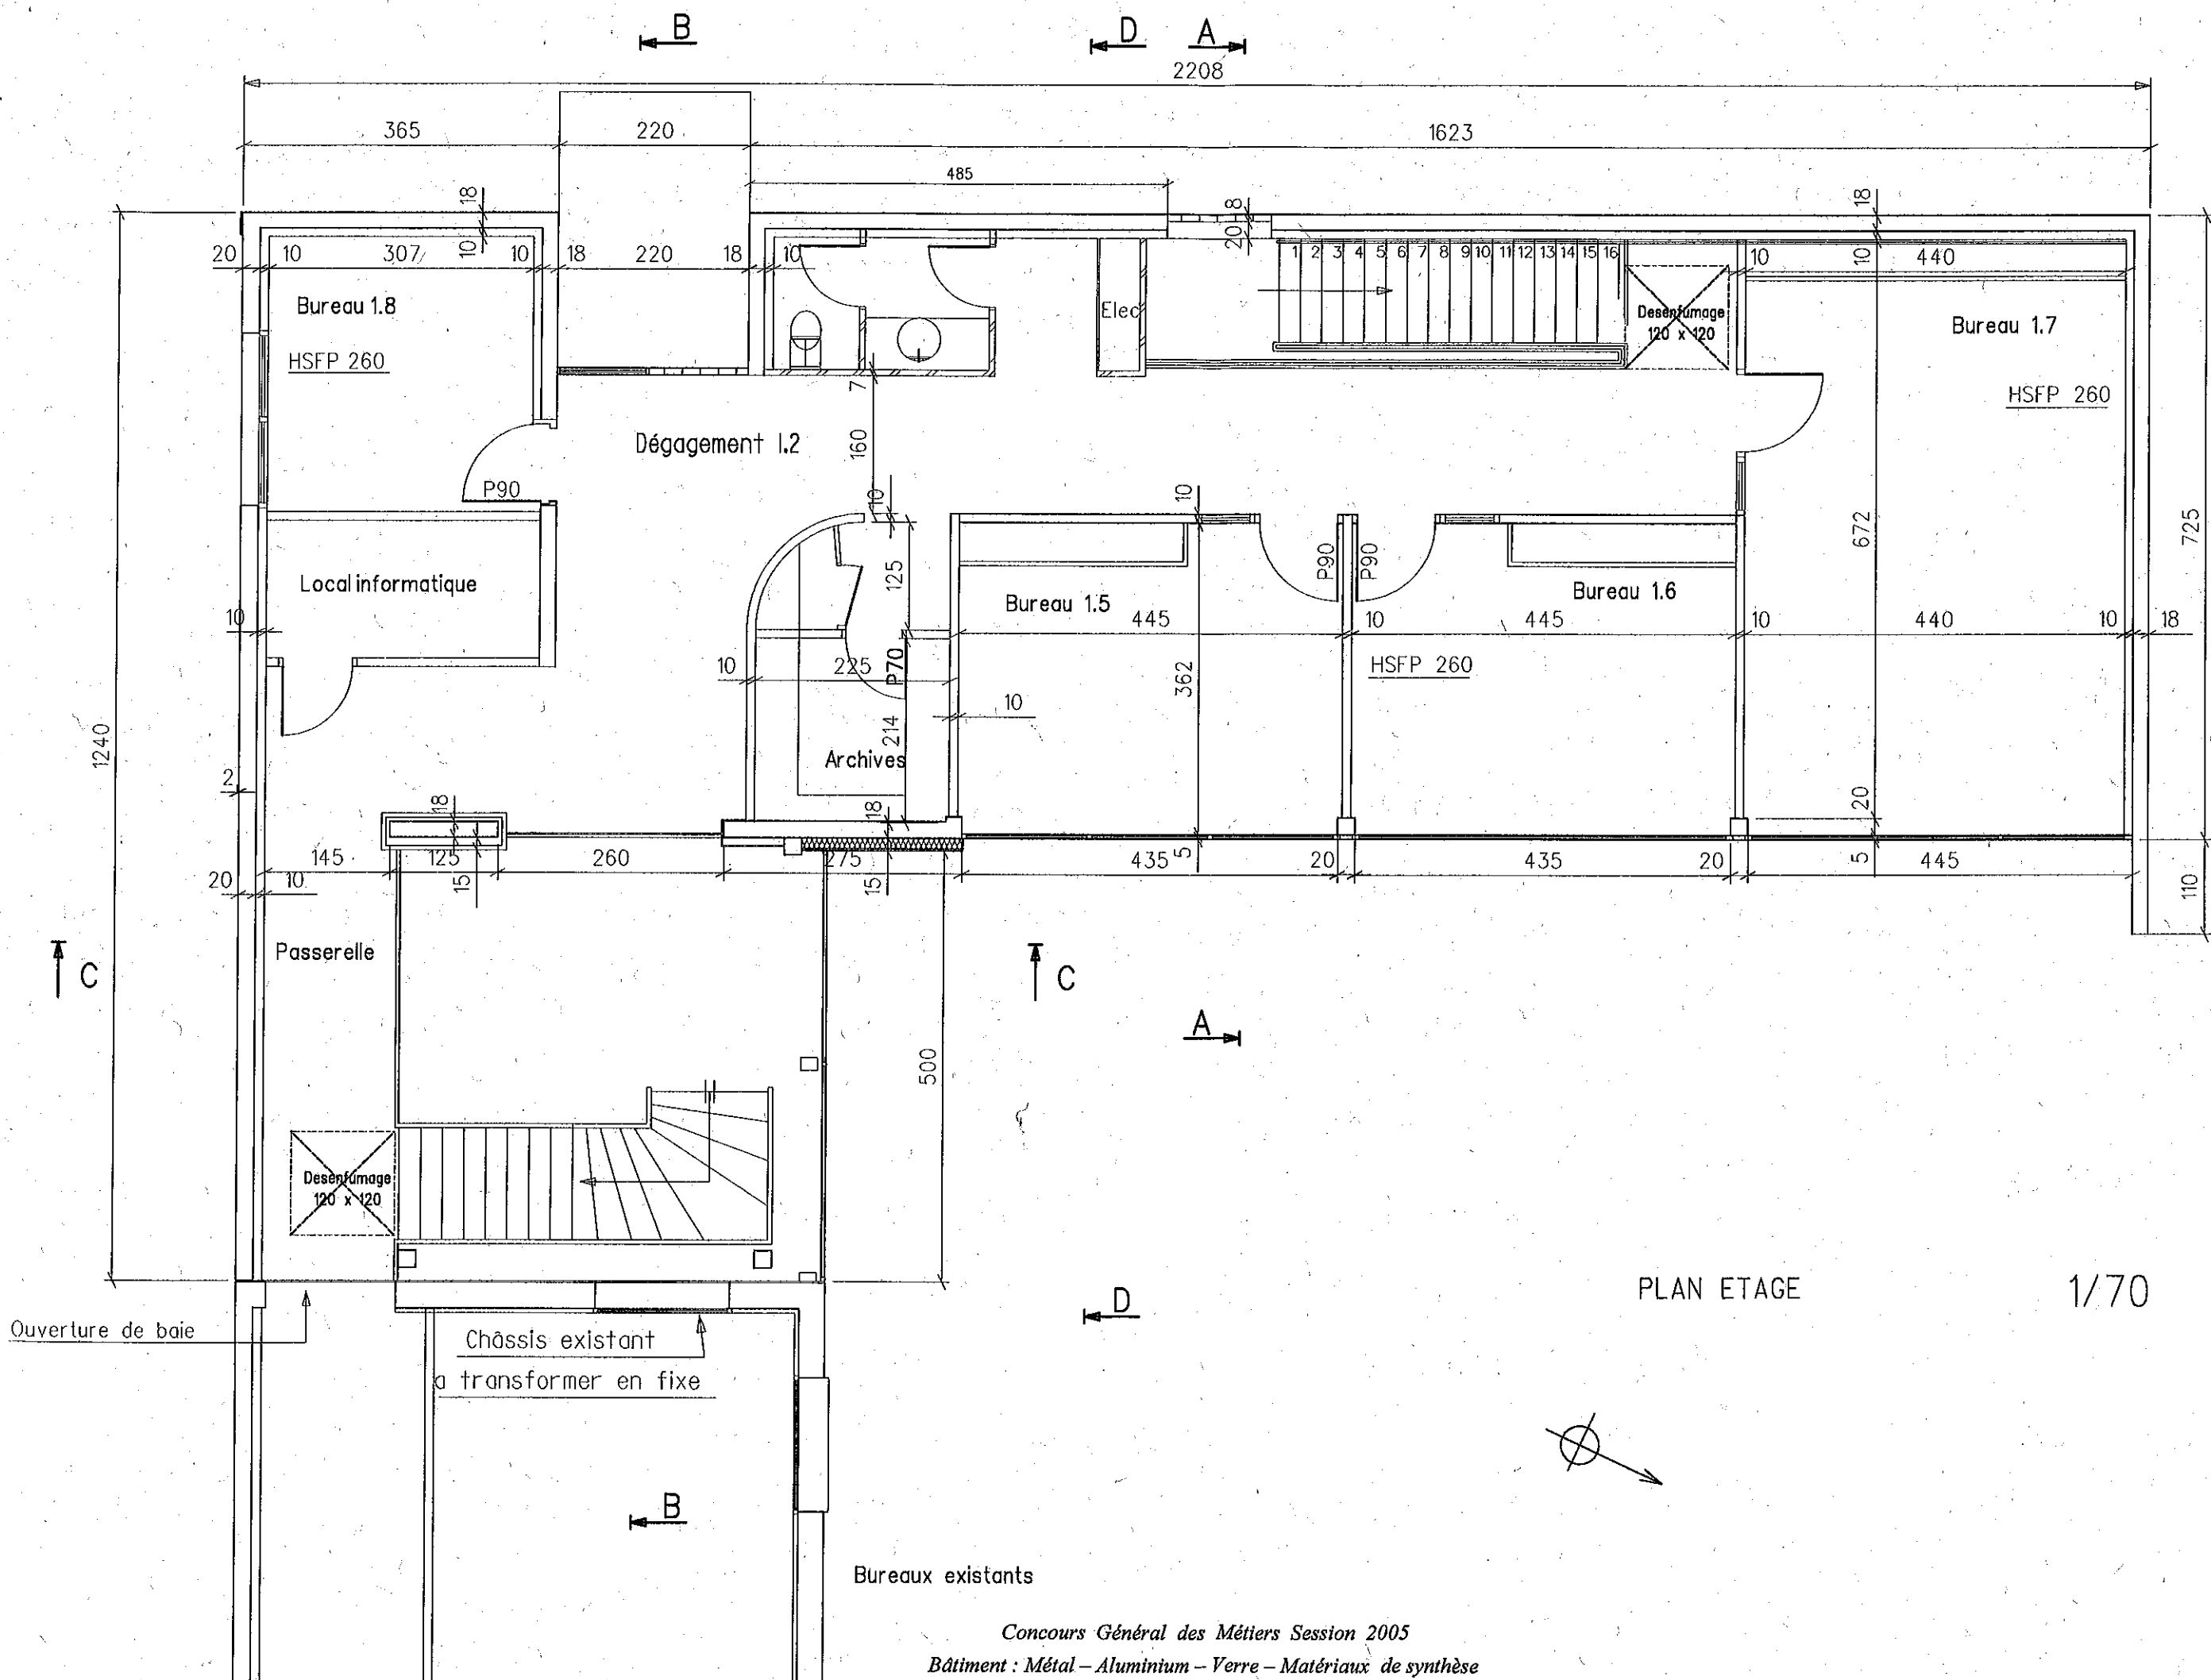 B
D A
2208
365 220 1623
485
18 8 18
20 10 307 10 10 18 220 18 10 20 10 10 440
1 2 3 4 5 6 7 8 9 10 11 12 13 14 15 16
Bureau 1.8
Elec
Desenfumage
120 x 120
Bureau 1.7
HSFP 260
HSFP 260
7
Dégagement 1.2
160
P90
10 10
672
725
Local informatique
125
P90 P90
Bureau 1.5
Bureau 1.6
10
445 10 445 10 440 10 18
10 225 P70
362
HSFP 260
10
214
1240
Archives
2
18 18 20
145 125 260 275 435 5 20 435 20 5 445
20 10 15 15
110
Passerelle
C
C
A
500
Desenfumage
120 x 120
D
PLAN ETAGE 1/70
Ouverture de baie
Châssis existant
a transformer en fixe
B
Bureaux existants
Concours Général des Métiers Session 2005
Bâtiment : Métal – Aluminium – Verre – Matériaux de synthèse